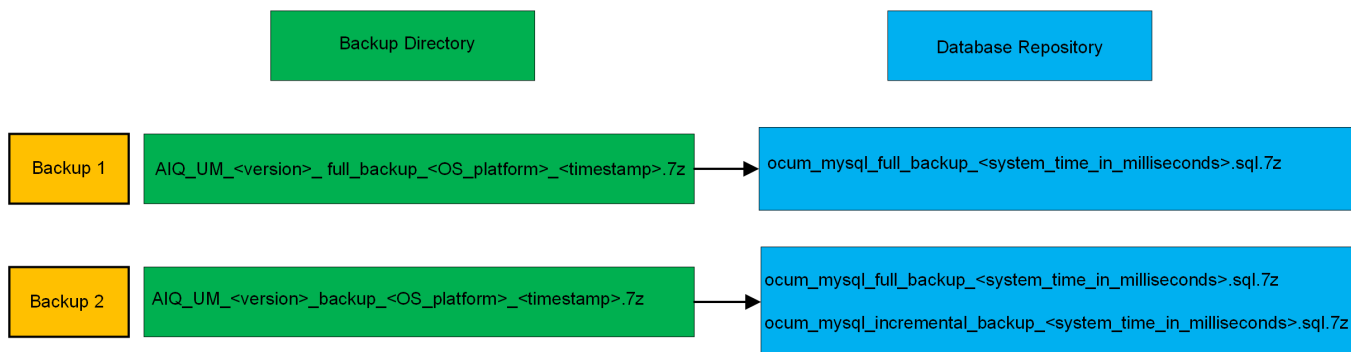 Backup Directory
Database Repository
Backup 1
AIQ_UM_<version>_ full_backup_<OS_platform>_<timestamp>.7z
ocum_mysql_full_backup_<system_time_in_milliseconds>.sql.7z
Backup 2
AIQ_UM_<version>_backup_<OS_platform>_<timestamp>.7z
ocum_mysql_full_backup_<system_time_in_milliseconds>.sql.7z
ocum_mysql_incremental_backup_<system_time_in_milliseconds>.sql.7z